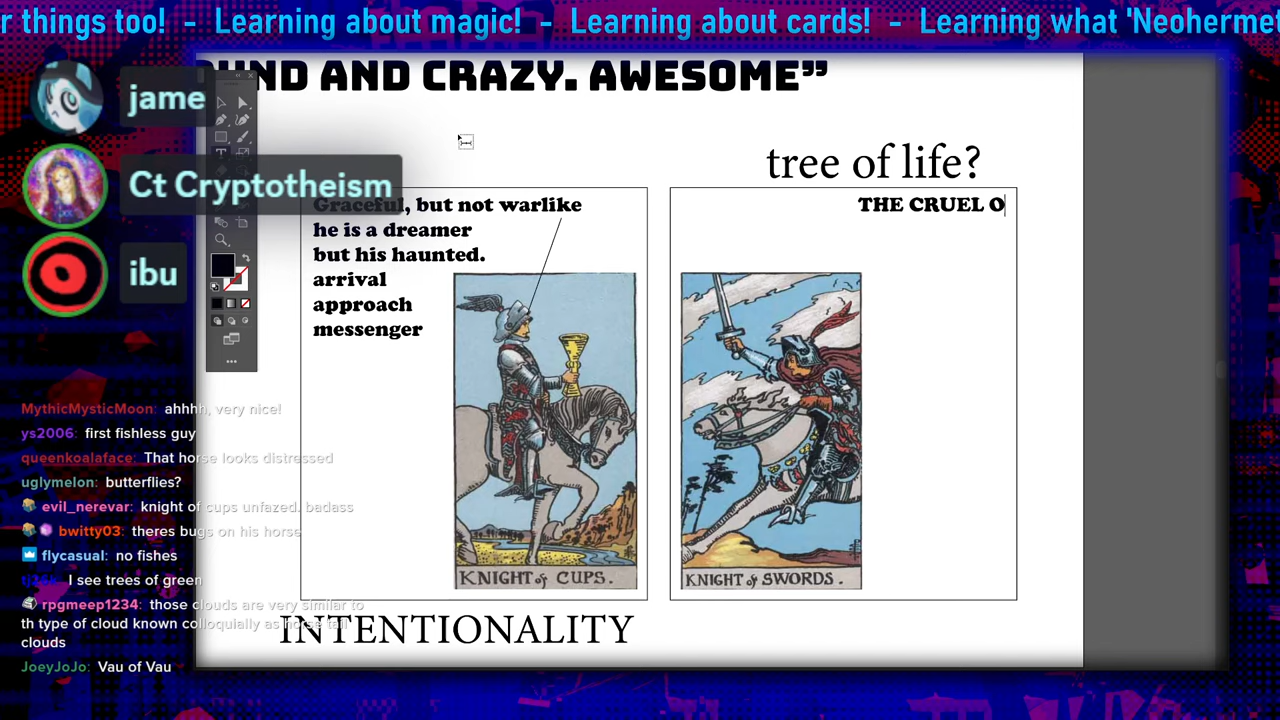 r things too! - Learning about magic! - Learning about cards! - Learning what 'Neoherme
UND AND CRAZY. AWESOME”
jame
Ct Cryptotheism
ibu
tree of life?
Graceful, but not warlike
he is a dreamer
but his haunted.
arrival
approach
messenger
THE CRUEL O
KNIGHT of CUPS.
KNIGHT of SWORDS.
INTENTIONALITY
MythicMysticMoon: ahhhh, very nice!
ys2006: first fishless guy
queenkoalaface: That horse looks distressed
uglymelon: butterflies?
evil_nerevar: knight of cups unfazed. badass
bwitty03: theres bugs on his horse
flycasual: no fishes
I see trees of green
rpgmeep1234: those clouds are very similar to
th type of cloud known colloquially as horse tail
clouds
JoeyJoJo: Vau of Vau